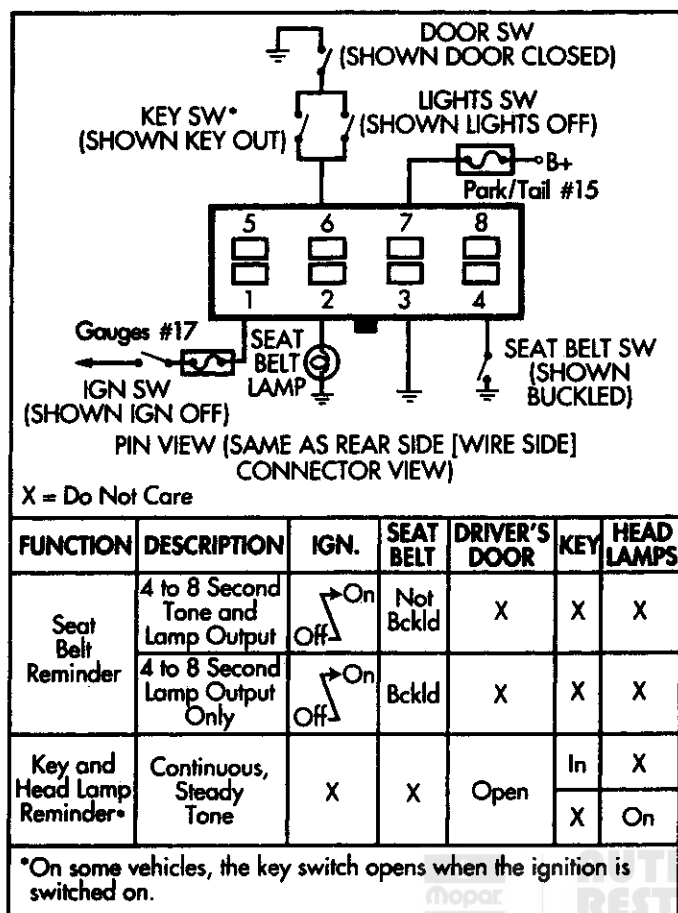 DOOR SW
(SHOWN DOOR CLOSED)
KEY SW*
(SHOWN KEY OUT)
LIGHTS SW
(SHOWN LIGHTS OFF)
B+
Park/Tail #15
5 6 7 8
1 2 3 4
Gauges #17
IGN SW
(SHOWN IGN OFF)
SEAT
BELT
LAMP
SEAT BELT SW
(SHOWN
BUCKLED)
PIN VIEW (SAME AS REAR SIDE [WIRE SIDE]
CONNECTOR VIEW)
X = Do Not Care
FUNCTION DESCRIPTION IGN. SEAT BELT DRIVER'S DOOR KEY HEAD LAMPS
Seat
Belt
Reminder
4 to 8 Second
Tone and
Lamp Output
On
Off
Not
Bckld
X X X
4 to 8 Second
Lamp Output
Only
On
Off
Bckld
X X X
Key and
Head Lamp
Reminder*
Continuous,
Steady
Tone
X X Open
In X
X On
*On some vehicles, the key switch opens when the ignition is
switched on.
Mopar